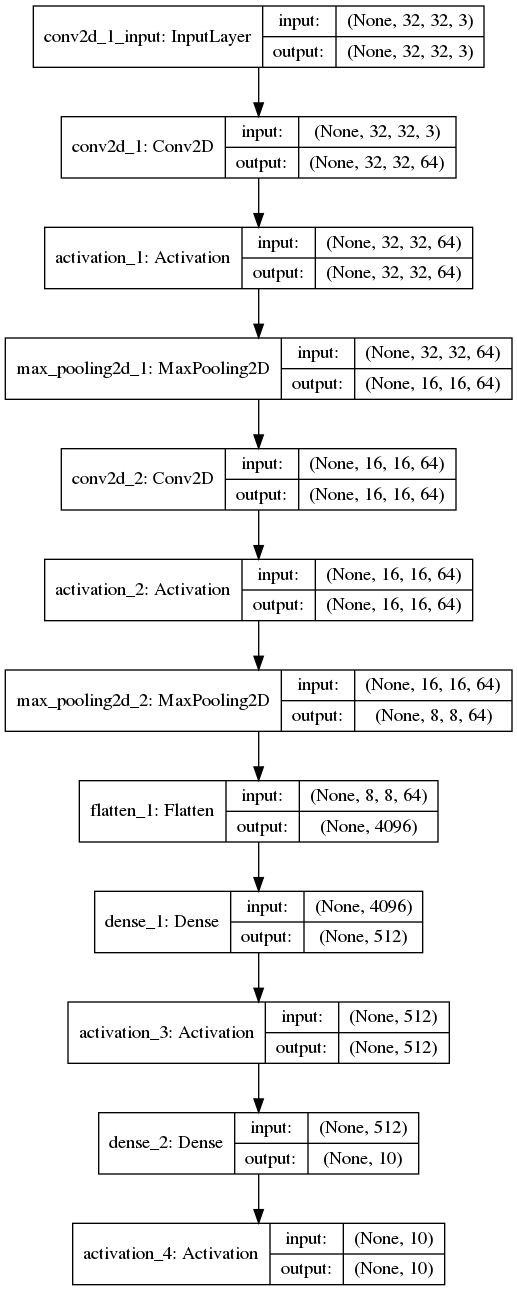 conv2d_1_input: InputLayer
input: (None, 32, 32, 3)
output: (None, 32, 32, 3)
conv2d_1: Conv2D
input: (None, 32, 32, 3)
output: (None, 32, 32, 64)
activation_1: Activation
input: (None, 32, 32, 64)
output: (None, 32, 32, 64)
max_pooling2d_1: MaxPooling2D
input: (None, 32, 32, 64)
output: (None, 16, 16, 64)
conv2d_2: Conv2D
input: (None, 16, 16, 64)
output: (None, 16, 16, 64)
activation_2: Activation
input: (None, 16, 16, 64)
output: (None, 16, 16, 64)
max_pooling2d_2: MaxPooling2D
input: (None, 16, 16, 64)
output: (None, 8, 8, 64)
flatten_1: Flatten
input: (None, 8, 8, 64)
output: (None, 4096)
dense_1: Dense
input: (None, 4096)
output: (None, 512)
activation_3: Activation
input: (None, 512)
output: (None, 512)
dense_2: Dense
input: (None, 512)
output: (None, 10)
activation_4: Activation
input: (None, 10)
output: (None, 10)